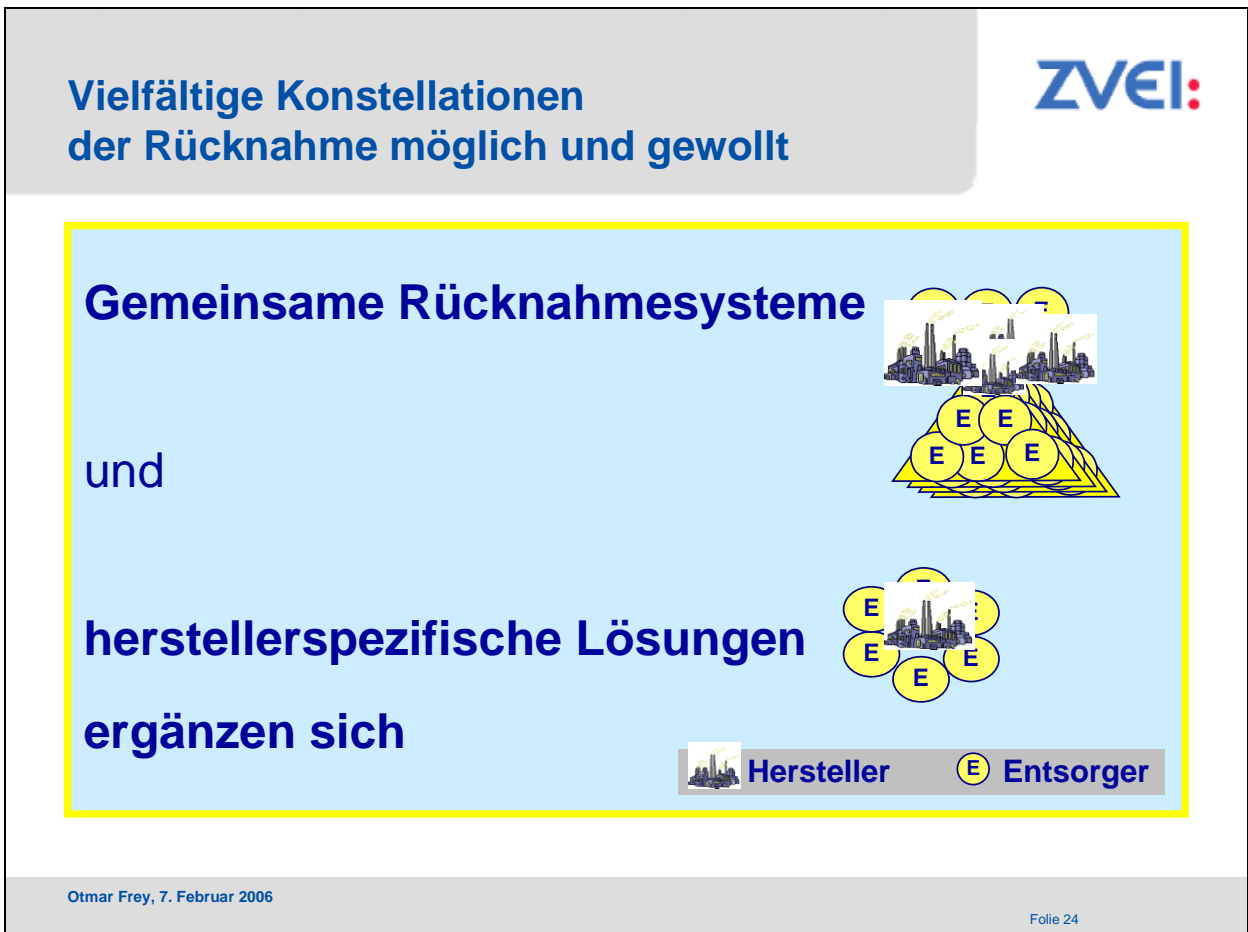 Vielfältige Konstellationen
der Rücknahme möglich und gewollt
ZVEI:
Gemeinsame Rücknahmesysteme
E E
E E E
und
E
herstellerspezifische Lösungen
E E
E
ergänzen sich
Hersteller E Entsorger
Otmar Frey, 7. Februar 2006
Folie 24